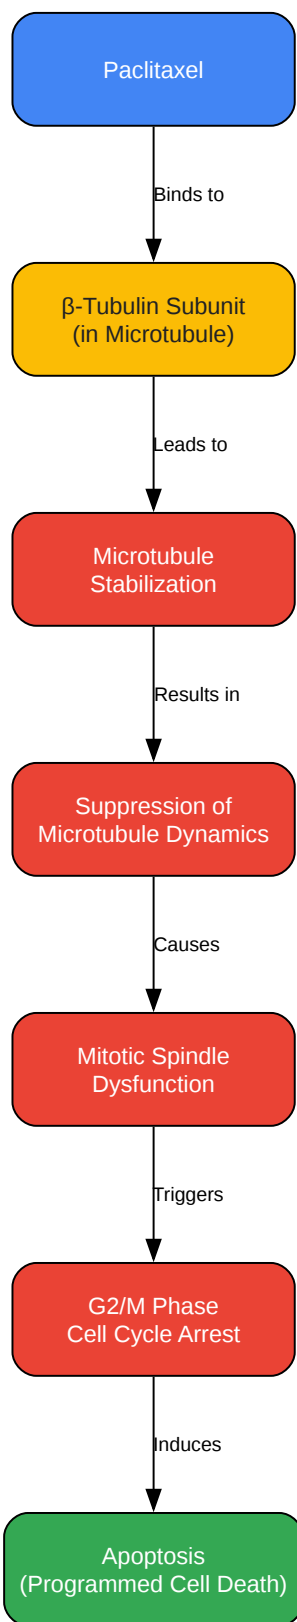 Paclitaxel
Binds to
β-Tubulin Subunit
(in Microtubule)
Leads to
Microtubule
Stabilization
Results in
Suppression of
Microtubule Dynamics
Causes
Mitotic Spindle
Dysfunction
Triggers
G2/M Phase
Cell Cycle Arrest
Induces
Apoptosis
(Programmed Cell Death)